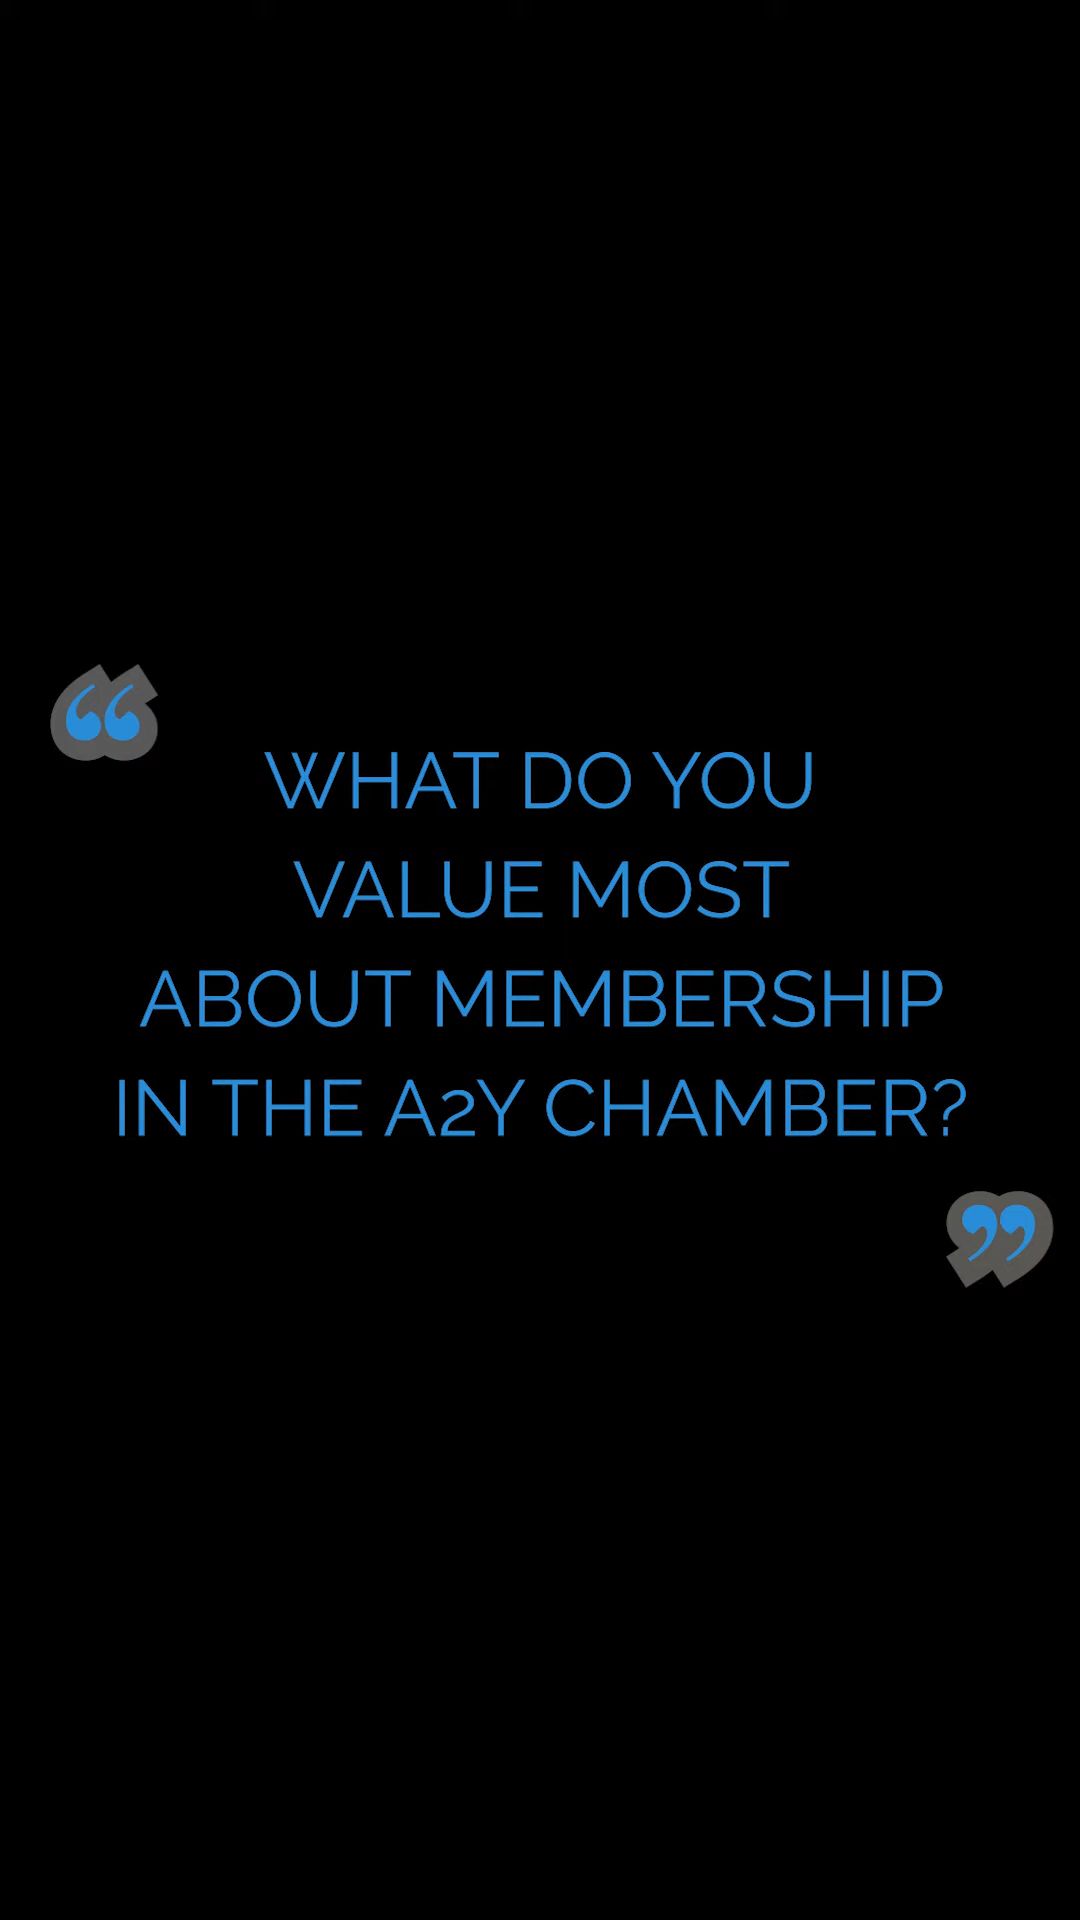 “
WHAT DO YOU
VALUE MOST
ABOUT MEMBERSHIP
IN THE A2Y CHAMBER?
”